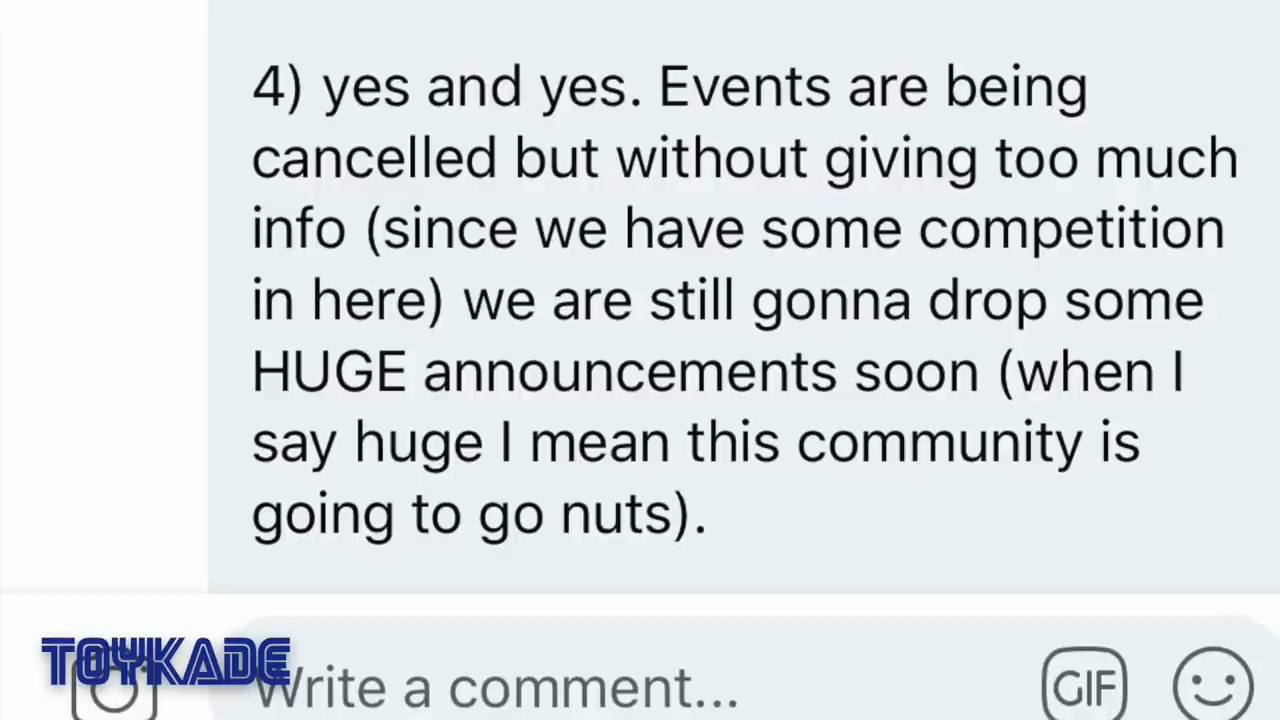 4) yes and yes. Events are being
cancelled but without giving too much
info (since we have some competition
in here) we are still gonna drop some
HUGE announcements soon (when I
say huge I mean this community is
going to go nuts).
TOYKADE
Write a comment...
GIF